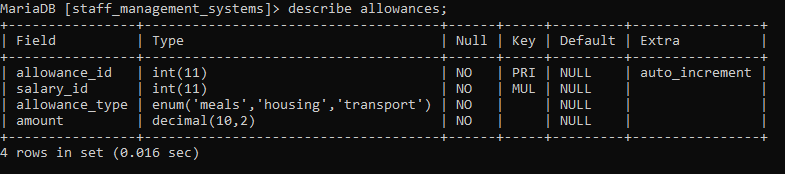 MariaDB [staff_management_systems]> describe allowances;
+----------------+-----------------------------------+------+-----+---------+----------------+
| Field          | Type                              | Null | Key | Default | Extra          |
+----------------+-----------------------------------+------+-----+---------+----------------+
| allowance_id   | int(11)                           | NO   | PRI | NULL    | auto_increment |
| salary_id      | int(11)                           | NO   | MUL | NULL    |                |
| allowance_type | enum('meals','housing','transport') | NO   |     | NULL    |                |
| amount         | decimal(10,2)                     | NO   |     | NULL    |                |
+----------------+-----------------------------------+------+-----+---------+----------------+
4 rows in set (0.016 sec)